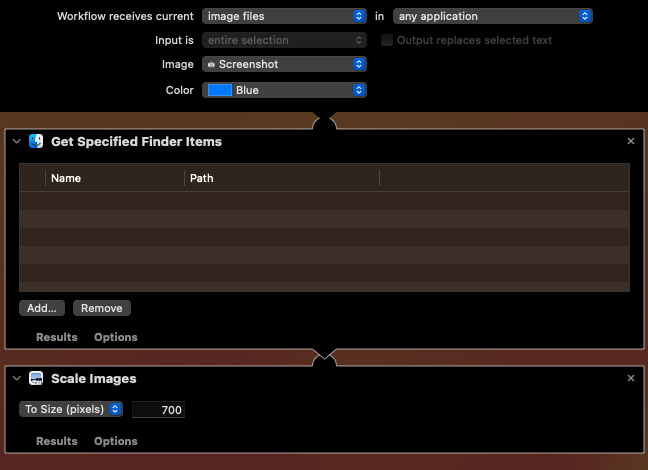 Workflow receives current image files in any application
Input is entire selection Output replaces selected text
Image Screenshot
Color Blue
Get Specified Finder Items
Name Path
Add... Remove
Results Options
Scale Images
To Size (pixels) 700
Results Options